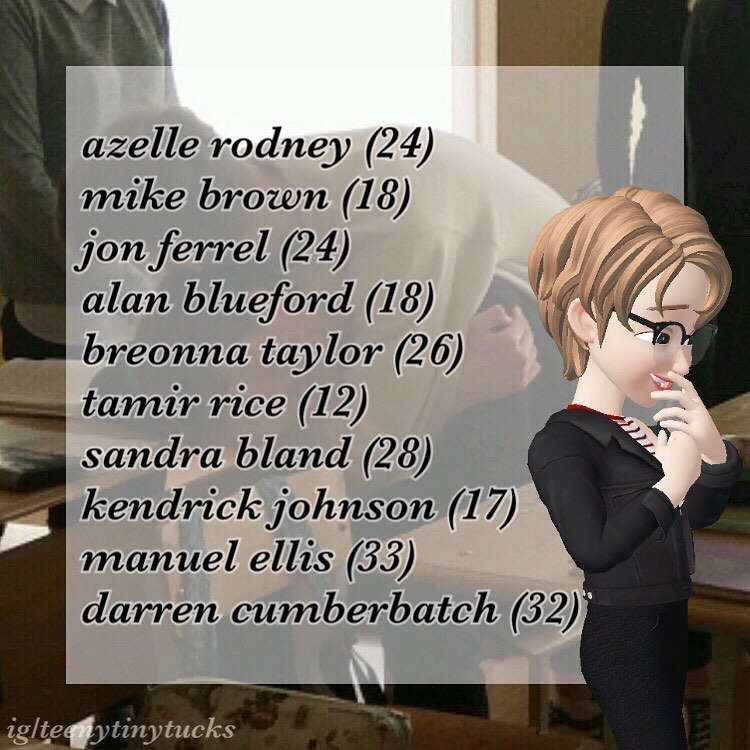 azelle rodney (24)
mike brown (18)
jon ferrel (24)
alan blueford (18)
breonna taylor (26)
tamir rice (12)
sandra bland (28)
kendrick johnson (17)
manuel ellis (33)
darren cumberbatch (32)
ig/teenytinytucks